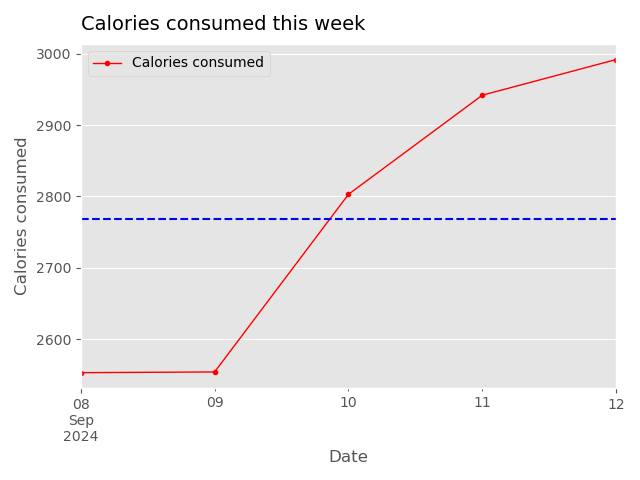 Calories consumed this week
Calories consumed
3000
2900
2800
2700
2600
Calories consumed
08
Sep
2024
09
10
11
12
Date